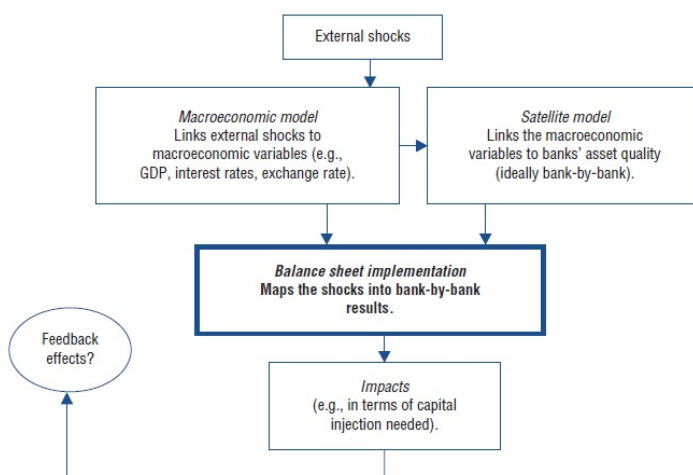 External shocks
Macroeconomic model
Links external shocks to
macroeconomic variables (e.g.,
GDP, interest rates, exchange rate).
Satellite model
Links the macroeconomic
variables to banks’ asset quality
(ideally bank-by-bank).
Balance sheet implementation
Maps the shocks into bank-by-bank
results.
Feedback
effects?
Impacts
(e.g., in terms of capital
injection needed).